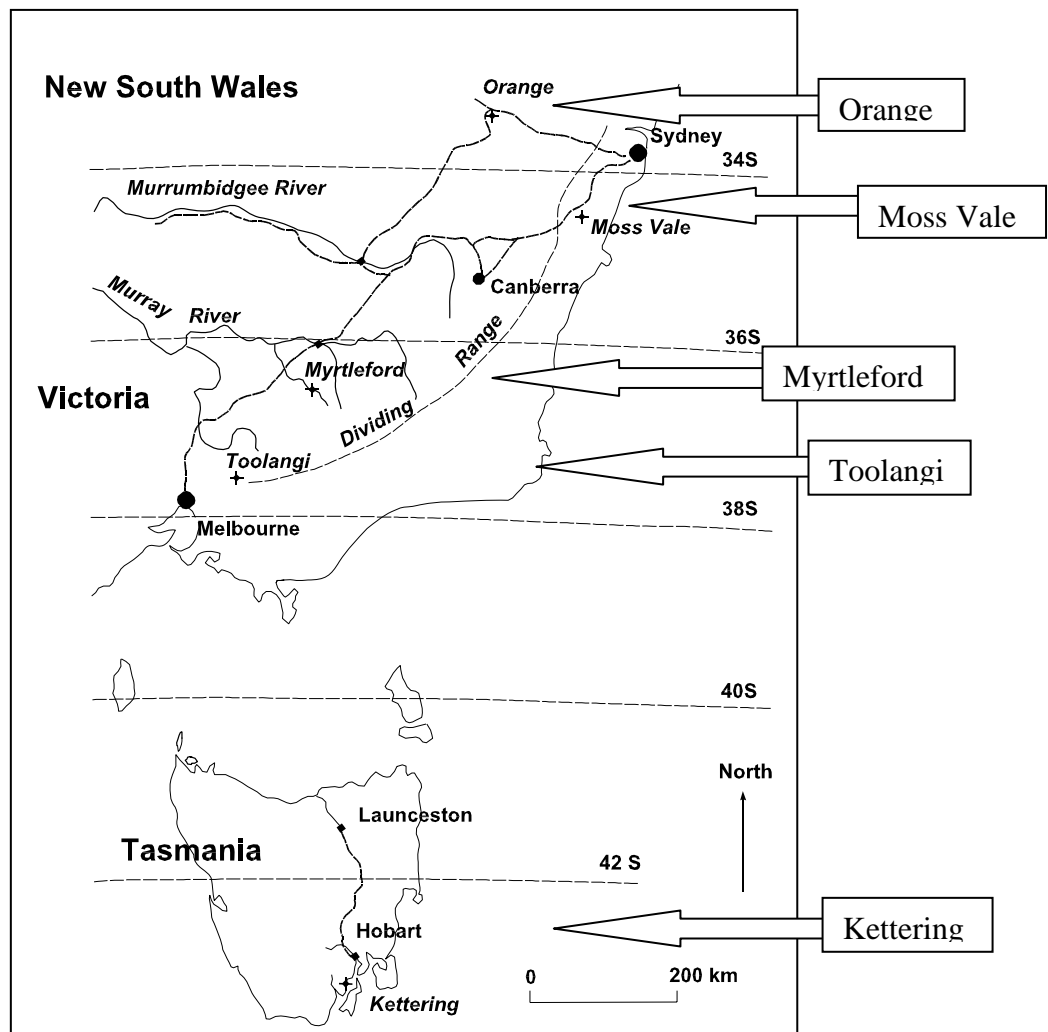 New South Wales
Orange
Orange
Sydney
34S
Murrumbidgee River
Moss Vale
Moss Vale
Canberra
Murray
River
36S
Range
Myrtleford
Myrtleford
Victoria
Dividing
Toolangi
Toolangi
38S
Melbourne
40S
North
Launceston
Tasmania
42 S
Hobart
Kettering
0
200 km
Kettering